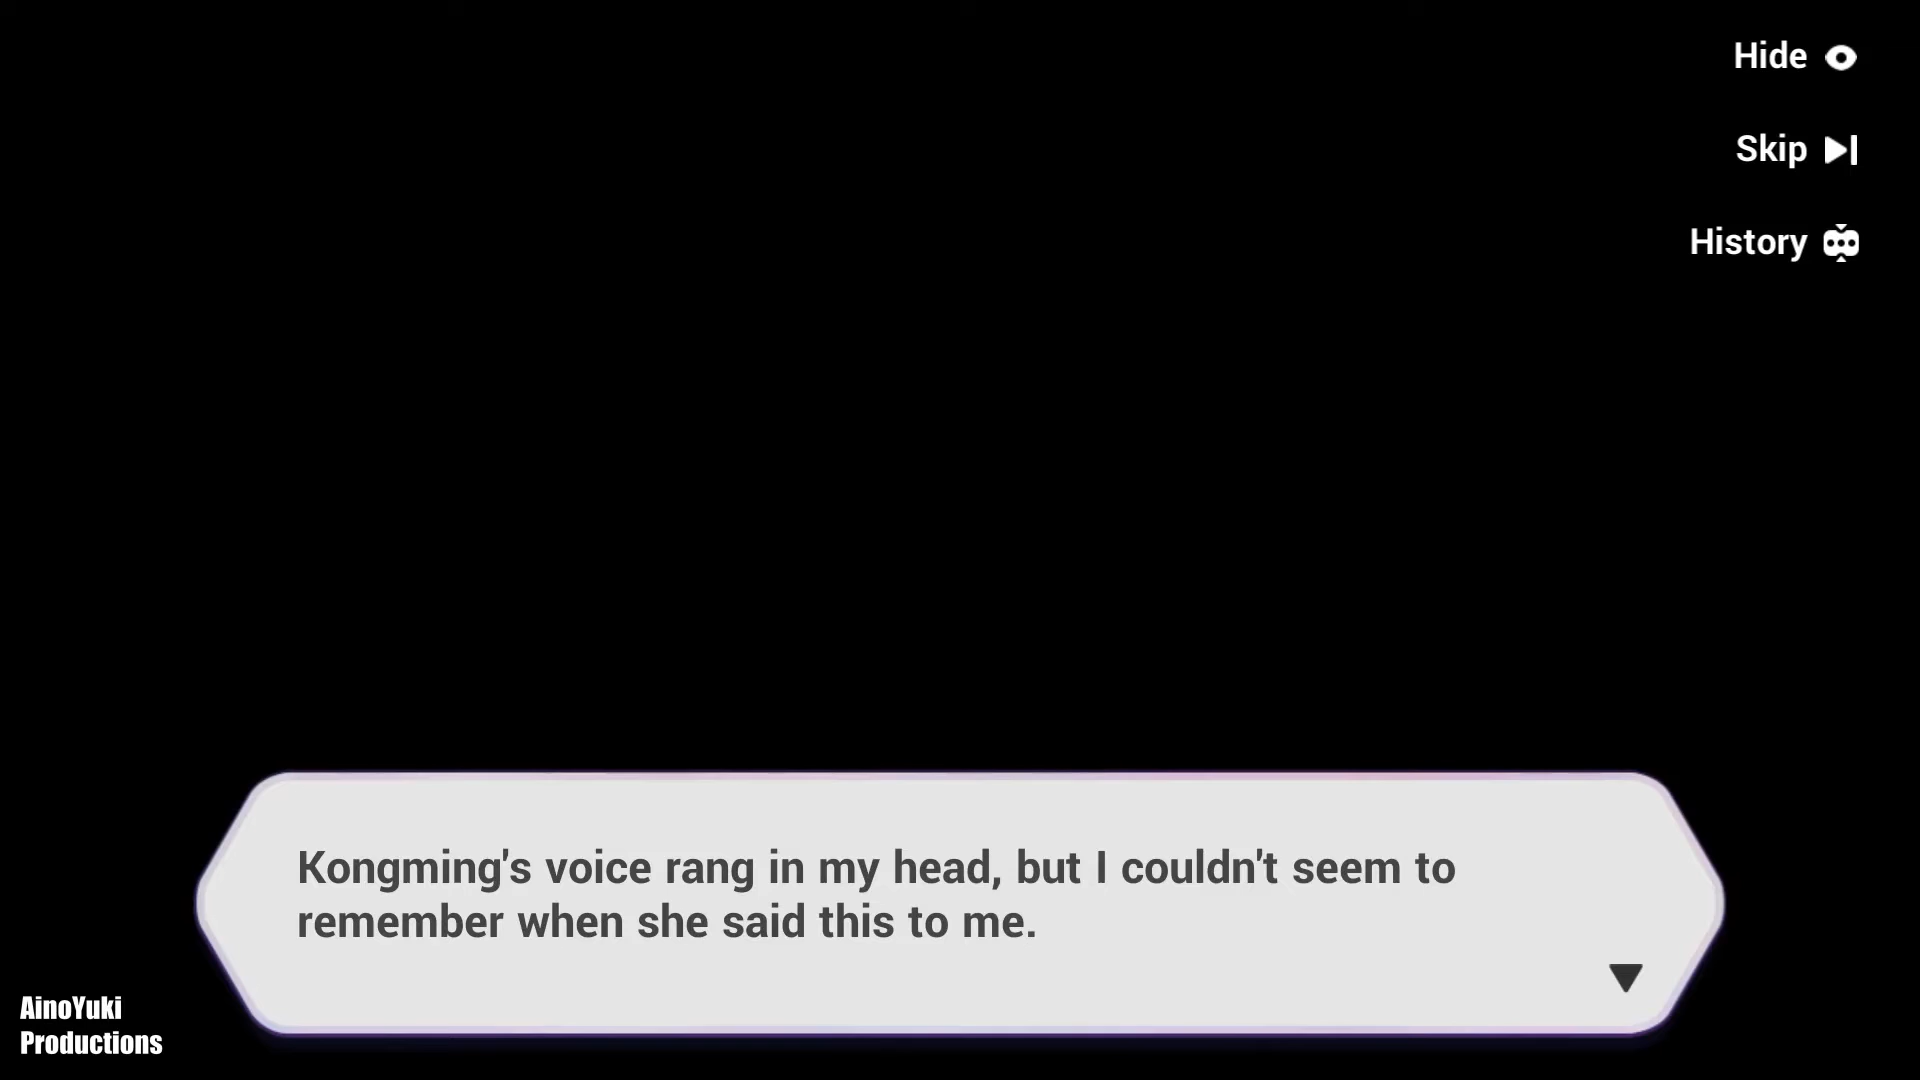 Hide
Skip
History
Kongming's voice rang in my head, but I couldn't seem to
remember when she said this to me.
AinoYuki
Productions